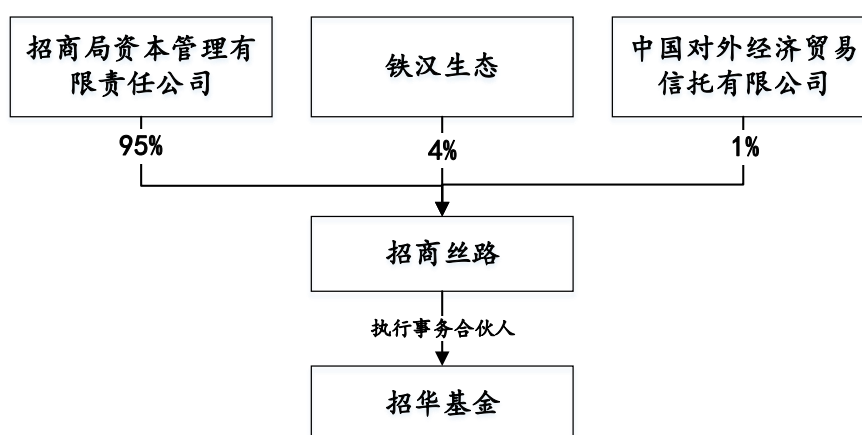 招商局资本管理有
限责任公司
铁汉生态
中国对外经济贸易
信托有限公司
95%
4%
1%
招商丝路
执行事务合伙人
招华基金